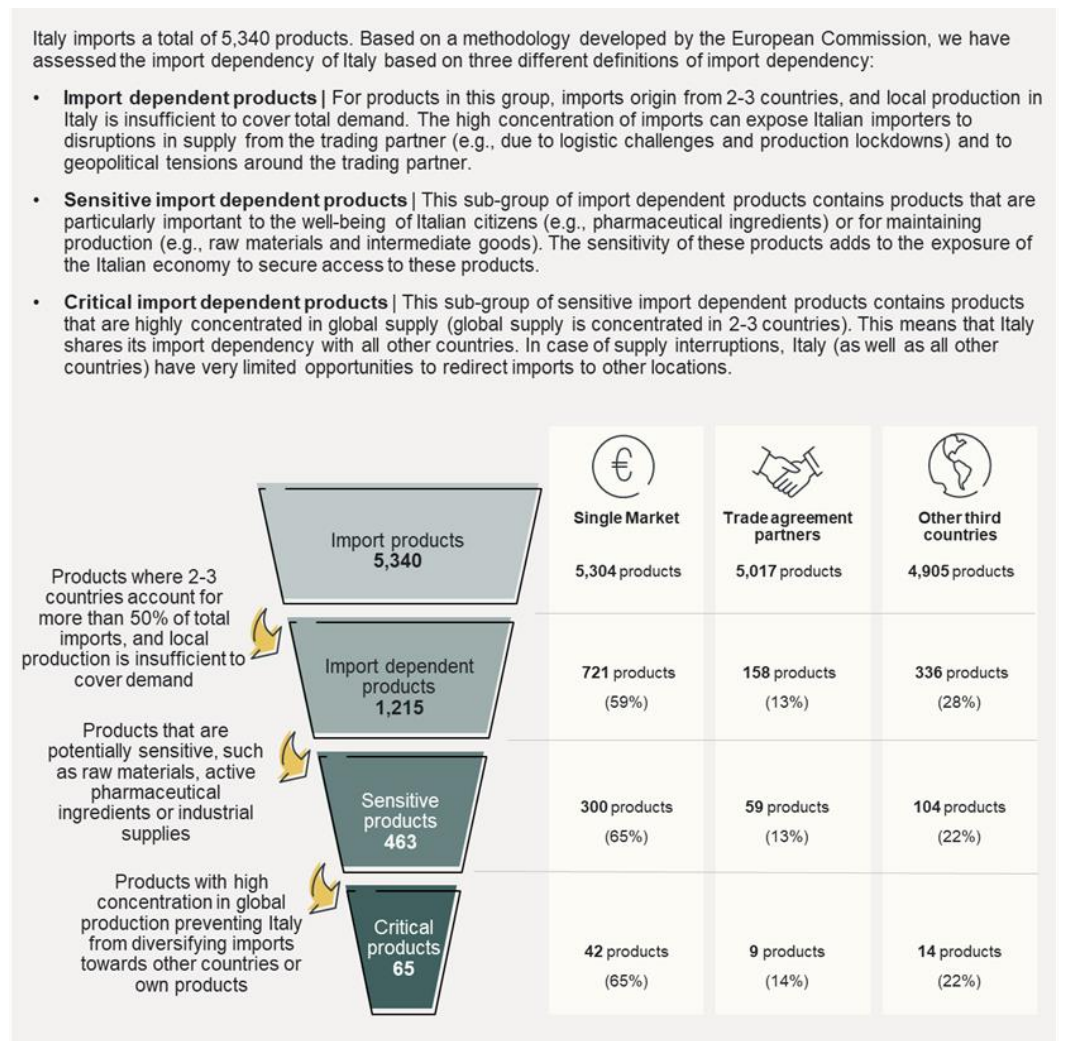 Italy imports a total of 5,340 products. Based on a methodology developed by the European Commission, we have
assessed the import dependency of Italy based on three different definitions of import dependency:
• Import dependent products | For products in this group, imports origin from 2-3 countries, and local production in
Italy is insufficient to cover total demand. The high concentration of imports can expose Italian importers to
disruptions in supply from the trading partner (e.g., due to logistic challenges and production lockdowns) and to
geopolitical tensions around the trading partner.
• Sensitive import dependent products | This sub-group of import dependent products contains products that are
particularly important to the well-being of Italian citizens (e.g., pharmaceutical ingredients) or for maintaining
production (e.g., raw materials and intermediate goods). The sensitivity of these products adds to the exposure of
the Italian economy to secure access to these products.
• Critical import dependent products | This sub-group of sensitive import dependent products contains products
that are highly concentrated in global supply (global supply is concentrated in 2-3 countries). This means that Italy
shares its import dependency with all other countries. In case of supply interruptions, Italy (as well as all other
countries) have very limited opportunities to redirect imports to other locations.
€
Single Market
Trade agreement
partners
Other third
countries
Import products
5,340
5,304 products
5,017 products
4,905 products
Products where 2-3
countries account for
more than 50% of total
imports, and local
production is insufficient to
cover demand
Import dependent
products
1,215
721 products
(59%)
158 products
(13%)
336 products
(28%)
Products that are
potentially sensitive, such
as raw materials, active
pharmaceutical
ingredients or industrial
supplies
Sensitive
products
463
300 products
(65%)
59 products
(13%)
104 products
(22%)
Products with high
concentration in global
production preventing Italy
from diversifying imports
towards other countries or
own products
Critical
products
65
42 products
(65%)
9 products
(14%)
14 products
(22%)